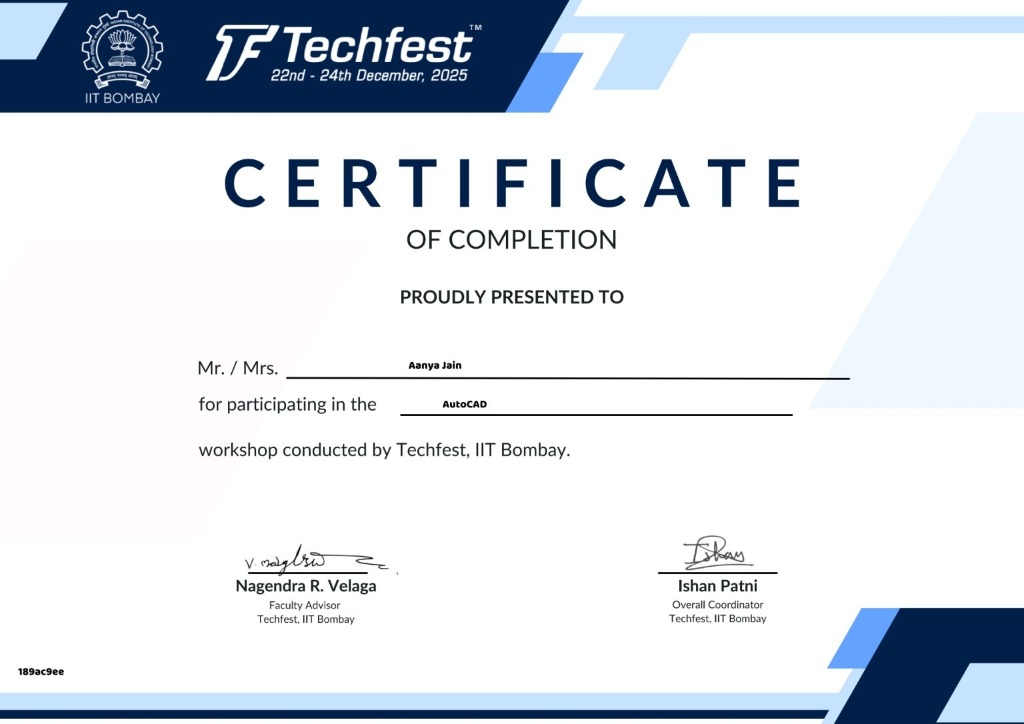 Techfest™
22nd - 24th December, 2025
IIT BOMBAY
CERTIFICATE
OF COMPLETION
PROUDLY PRESENTED TO
Mr. / Mrs. Aanya Jain
for participating in the AutoCAD
workshop conducted by Techfest, IIT Bombay.
Nagendra R. Velaga
Faculty Advisor
Techfest, IIT Bombay
Ishan Patni
Overall Coordinator
Techfest, IIT Bombay
189ac9ee